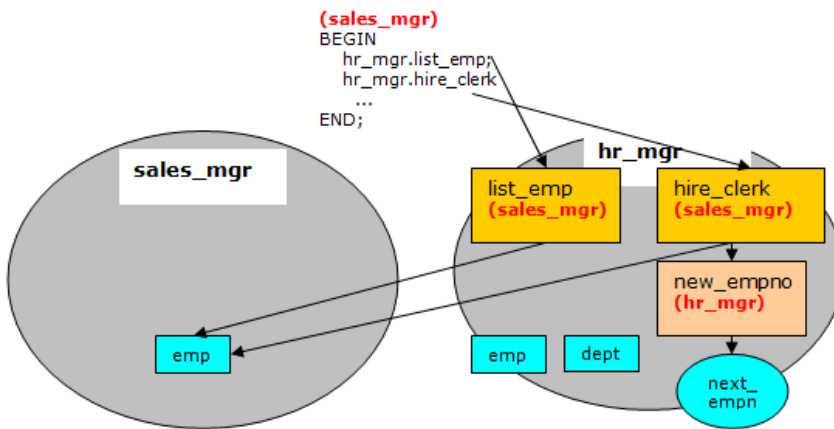 (sales_mgr)
BEGIN
hr_mgr.list_emp;
hr_mgr.hire_clerk
...
END;
sales_mgr
hr_mgr
list_emp
(sales_mgr)
hire_clerk
(sales_mgr)
new_empno
(hr_mgr)
emp
emp
dept
next_
empn